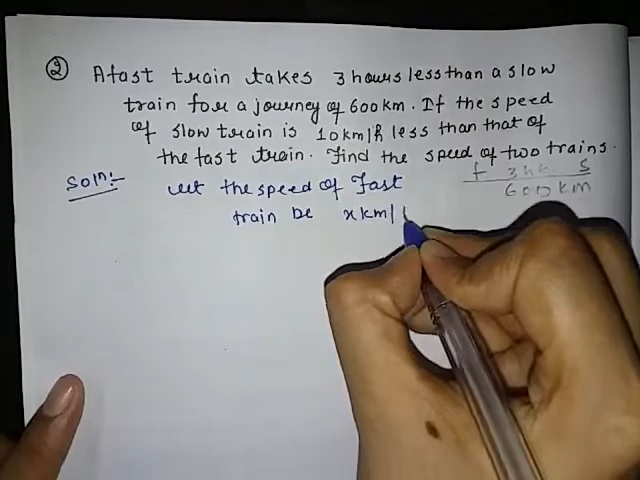 ② A fast train takes 3 hours less than a slow
train for a journey of 600 km. If the speed
of slow train is 10 km/h less than that of
the fast train. Find the speed of two trains.
f 3 hr. S
600 km
Soln:- Let the speed of Fast
train be x km/